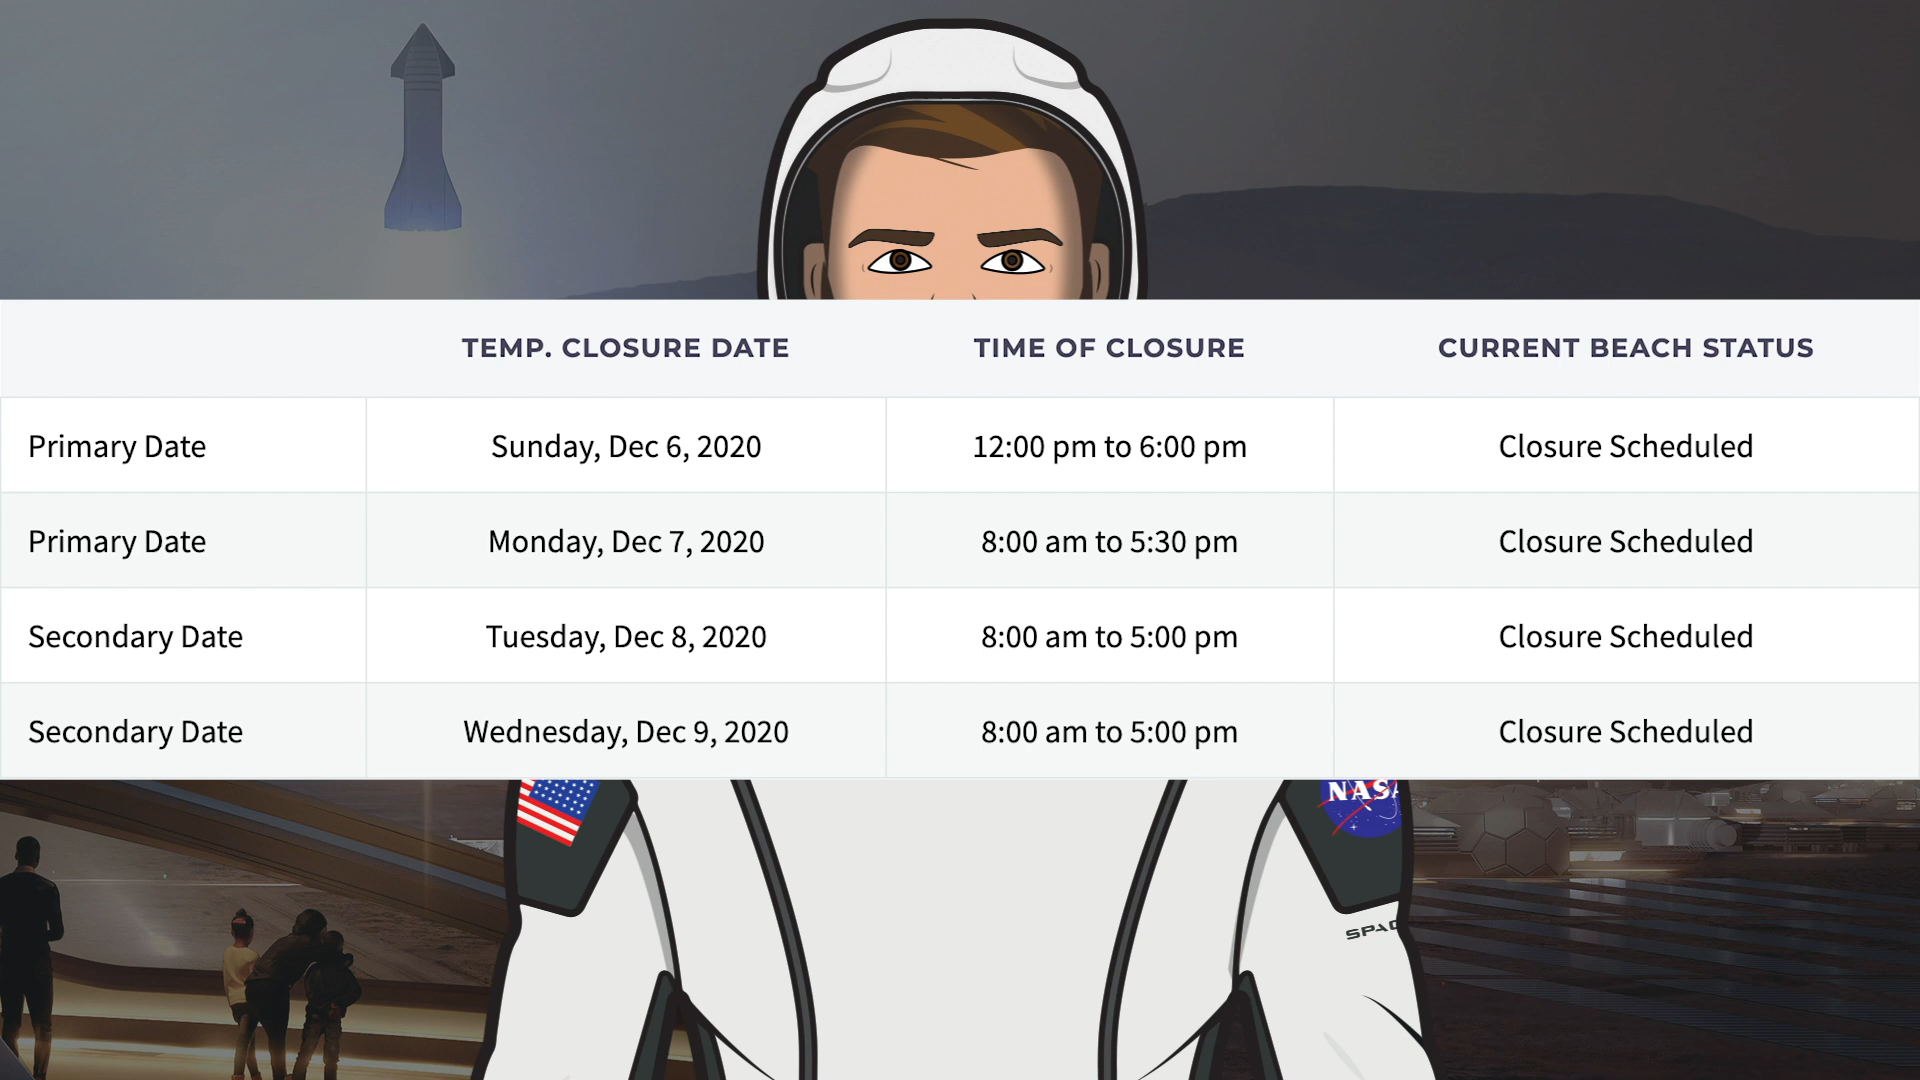 TEMP. CLOSURE DATE TIME OF CLOSURE CURRENT BEACH STATUS
Primary Date Sunday, Dec 6, 2020 12:00 pm to 6:00 pm Closure Scheduled
Primary Date Monday, Dec 7, 2020 8:00 am to 5:30 pm Closure Scheduled
Secondary Date Tuesday, Dec 8, 2020 8:00 am to 5:00 pm Closure Scheduled
Secondary Date Wednesday, Dec 9, 2020 8:00 am to 5:00 pm Closure Scheduled
NASA
SPAC